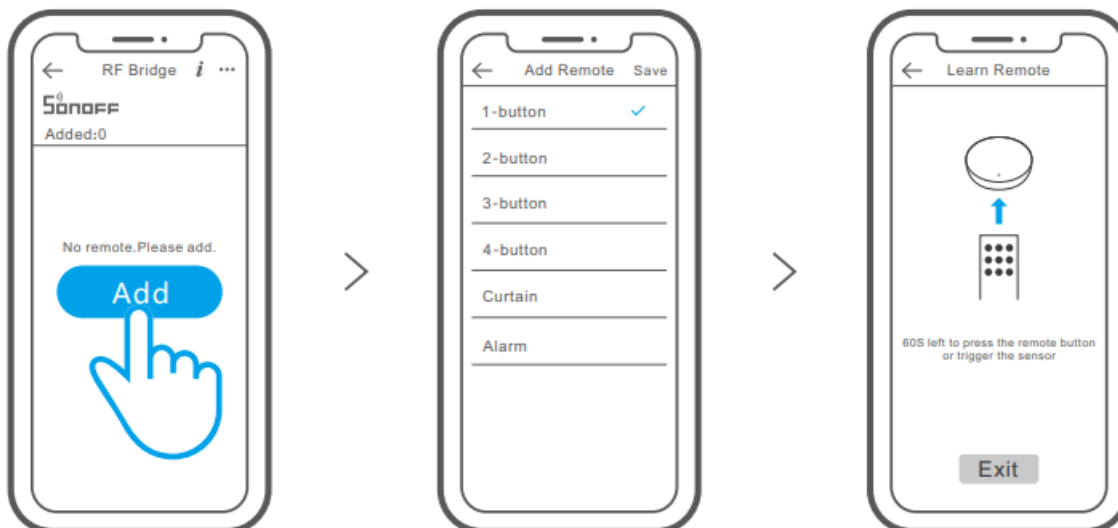 RF Bridge i ...
SONOFF
Added:0
No remote.Please add.
Add
Add Remote Save
1-button
2-button
3-button
4-button
Curtain
Alarm
Learn Remote
60S left to press the remote button
or trigger the sensor
Exit